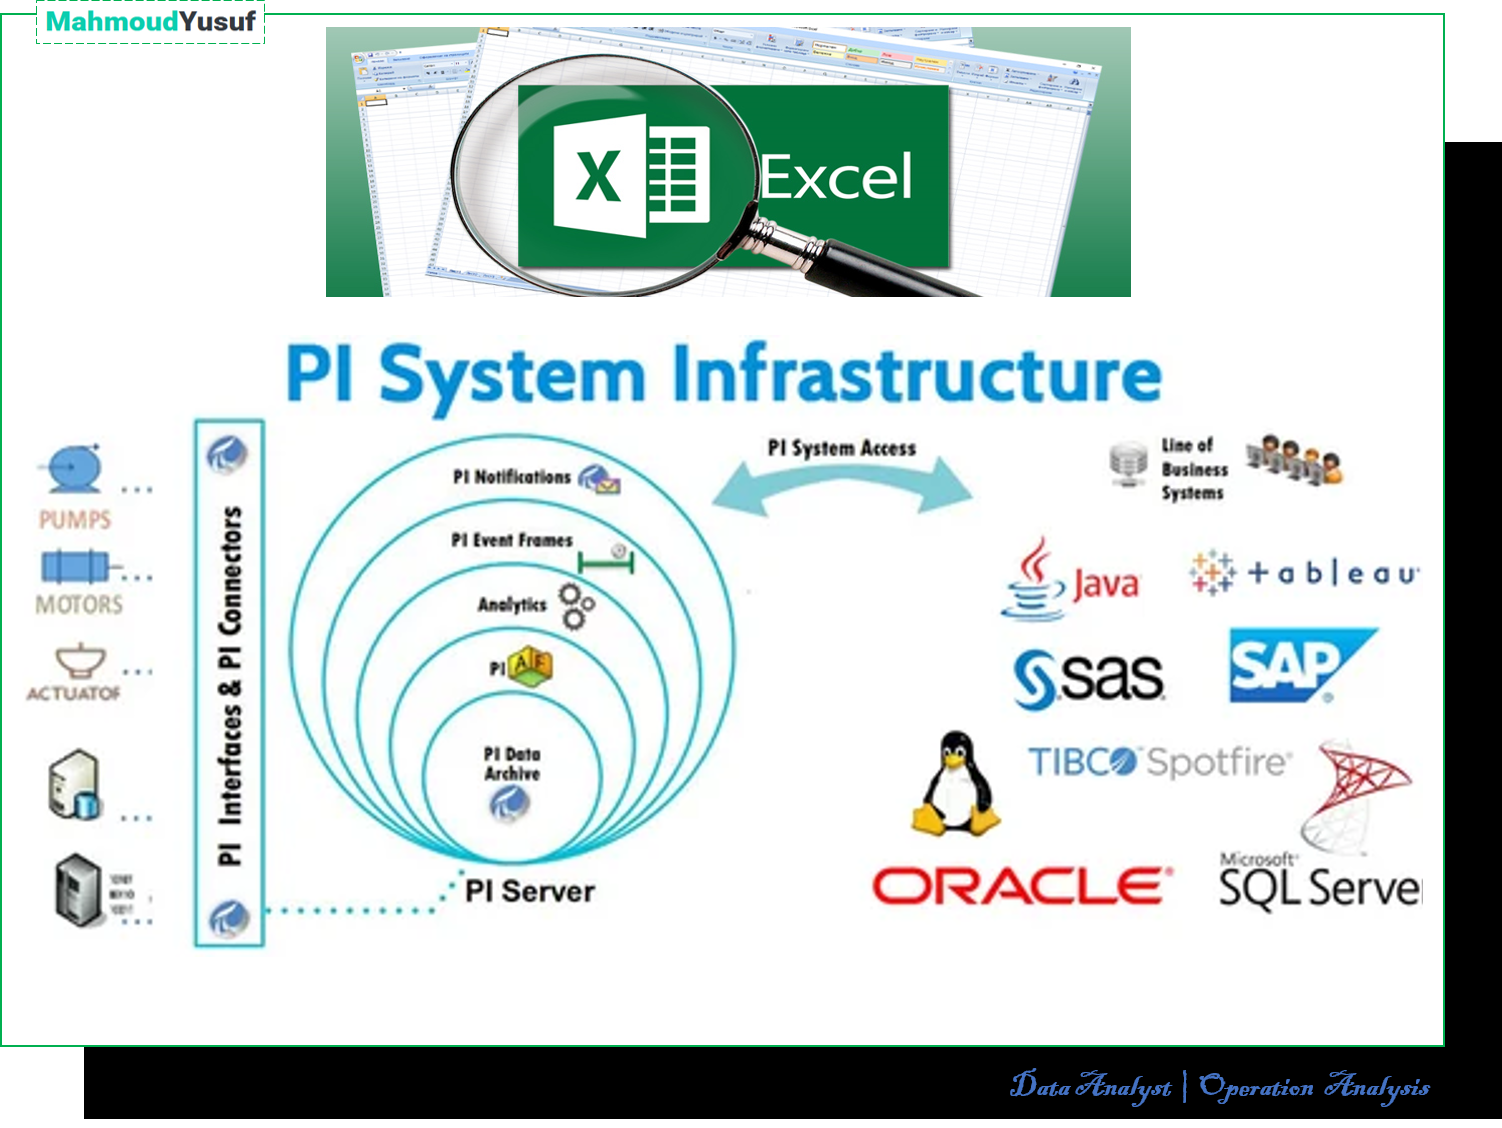 MahmoudYusuf
Excel
PI System Infrastructure
PI Interfaces & PI Connectors
PUMPS
MOTORS
ACTUATOR
PI Notifications
PI Event Frames
Analytics
PI AF
PI Data
Archive
PI Server
PI System Access
Line of
Business
Systems
Java
+ableau
sas
SAP
TIBCO Spotfire®
ORACLE®
Microsoft®
SQL Server
Data Analyst | Operation Analysis